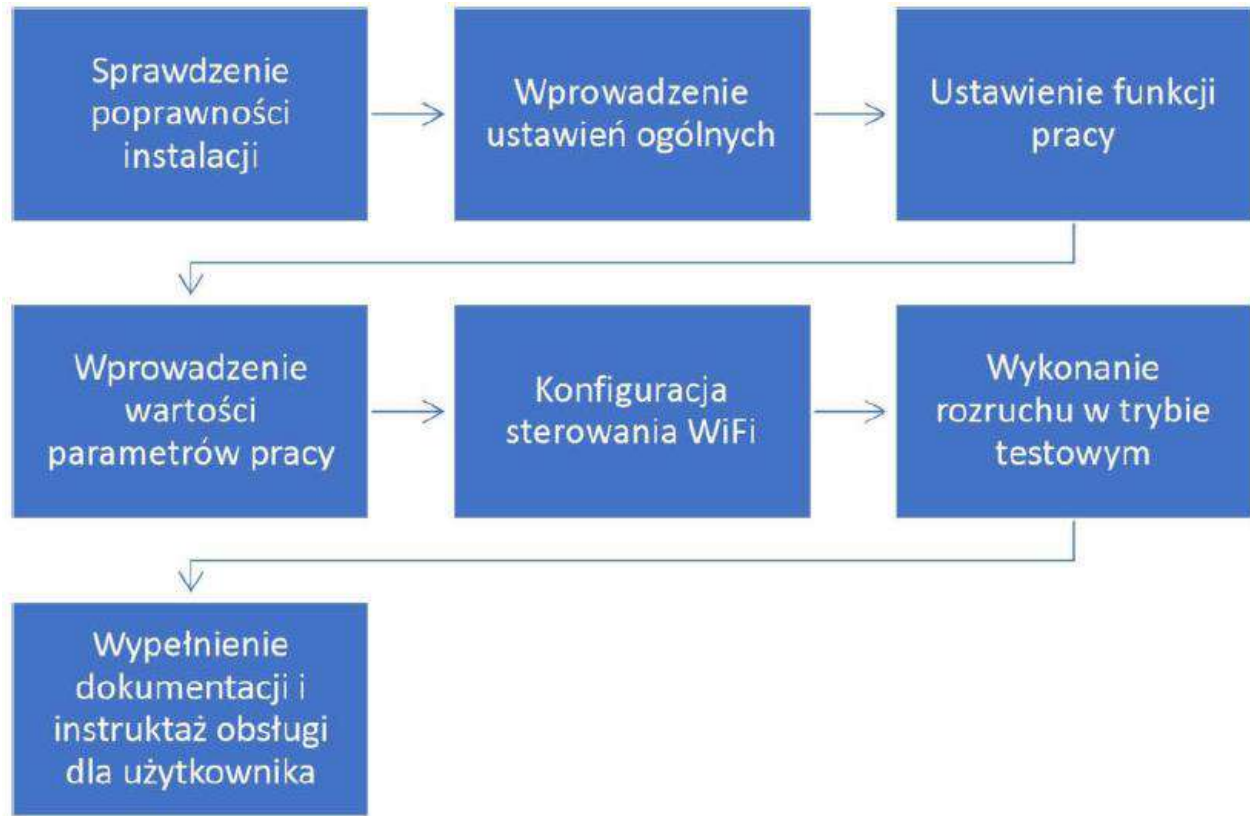 Sprawdzenie
poprawności
instalacji
Wprowadzenie
ustawień ogólnych
Ustawienie funkcji
pracy
Wprowadzenie
wartości
parametrów pracy
Konfiguracja
sterowania WiFi
Wykonanie
rozruchu w trybie
testowym
Wypełnienie
dokumentacji i
instruktaż obsługi
dla użytkownika